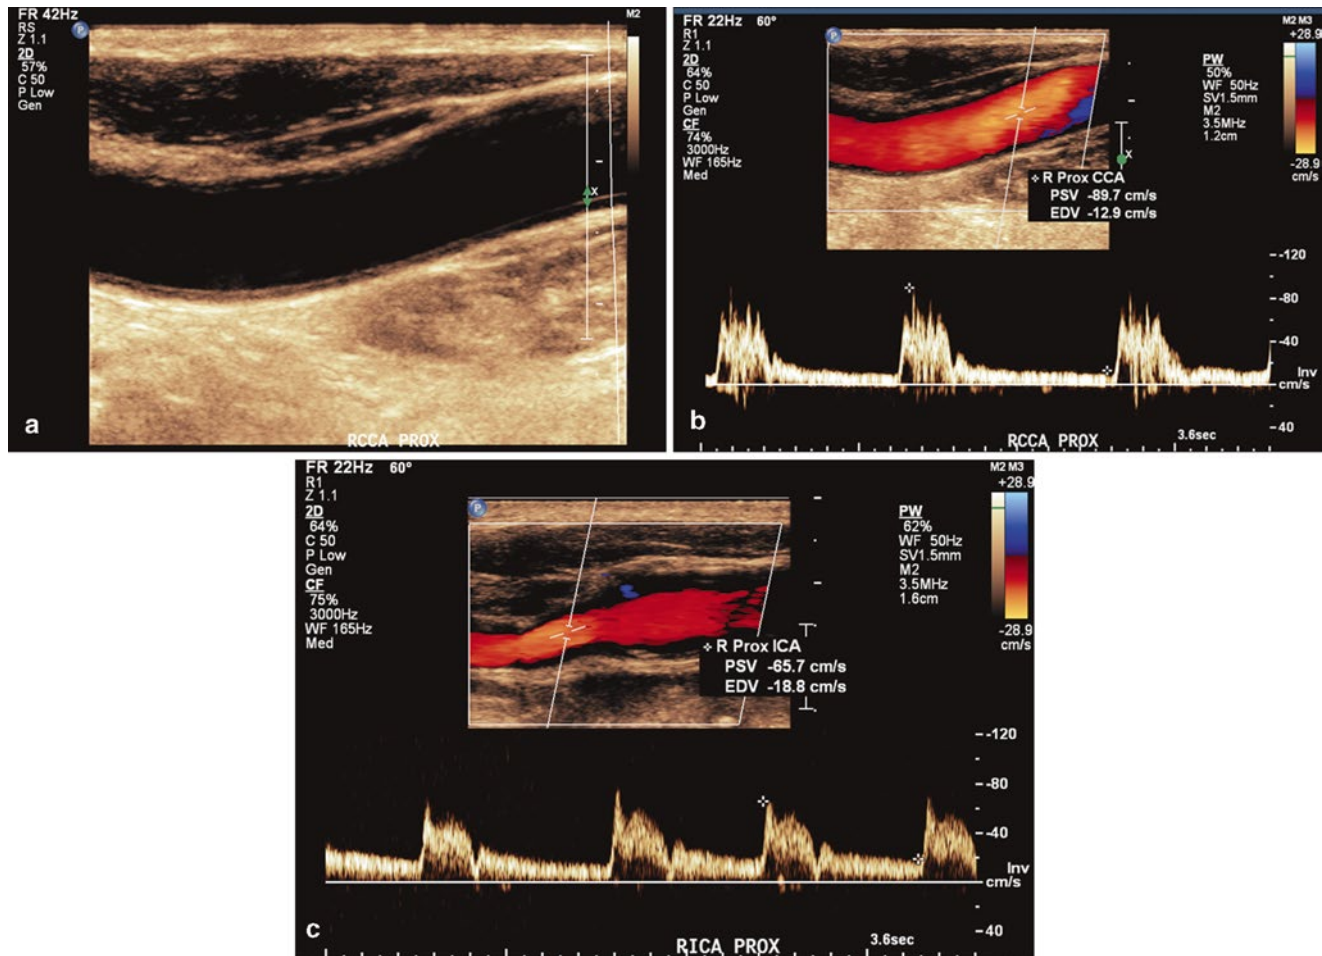 FR 42Hz
RS
Z 1.1
2D
57%
C 50
P Low
Gen
P
M2
x
RCCA PROX
a
FR 22Hz 60°
R1
Z 1.1
2D
64%
C 50
P Low
Gen
CF
74%
3000Hz
WF 165Hz
Med
P
M2 M3
+28.9
-28.9
cm/s
PW
50%
WF 50Hz
SV1.5mm
M2
3.5MHz
1.2cm
x
R Prox CCA
PSV -89.7 cm/s
EDV -12.9 cm/s
-120
-80
-40
Inv
cm/s
40
3.6sec
RCCA PROX
b
FR 22Hz 60°
R1
Z 1.1
2D
64%
C 50
P Low
Gen
CF
75%
3000Hz
WF 165Hz
Med
P
M2 M3
+28.9
-28.9
cm/s
PW
62%
WF 50Hz
SV1.5mm
M2
3.5MHz
1.6cm
R Prox ICA
PSV -65.7 cm/s
EDV -18.8 cm/s
-120
-80
-40
Inv
cm/s
40
3.6sec
RICA PROX
c